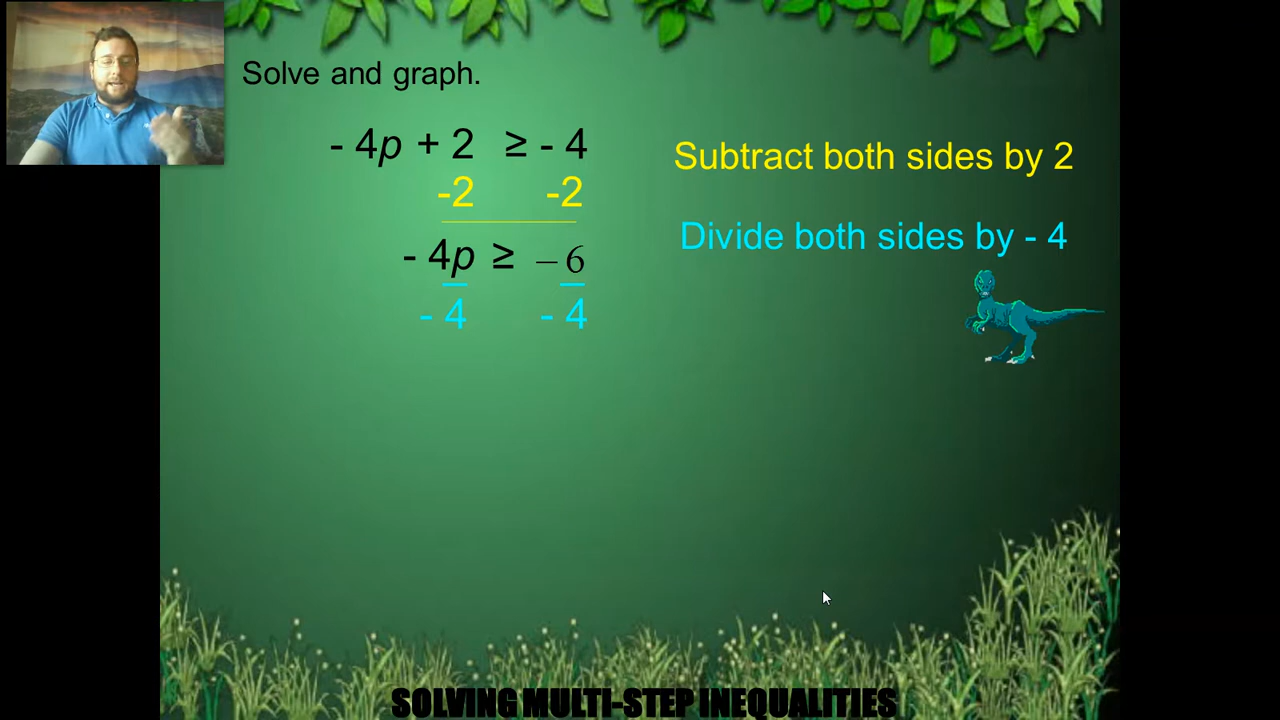 Solve and graph.
- 4p + 2 ≥ - 4
-2 -2
- 4p ≥ – 6
- 4 - 4
Subtract both sides by 2
Divide both sides by - 4
SOLVING MULTI-STEP INEQUALITIES